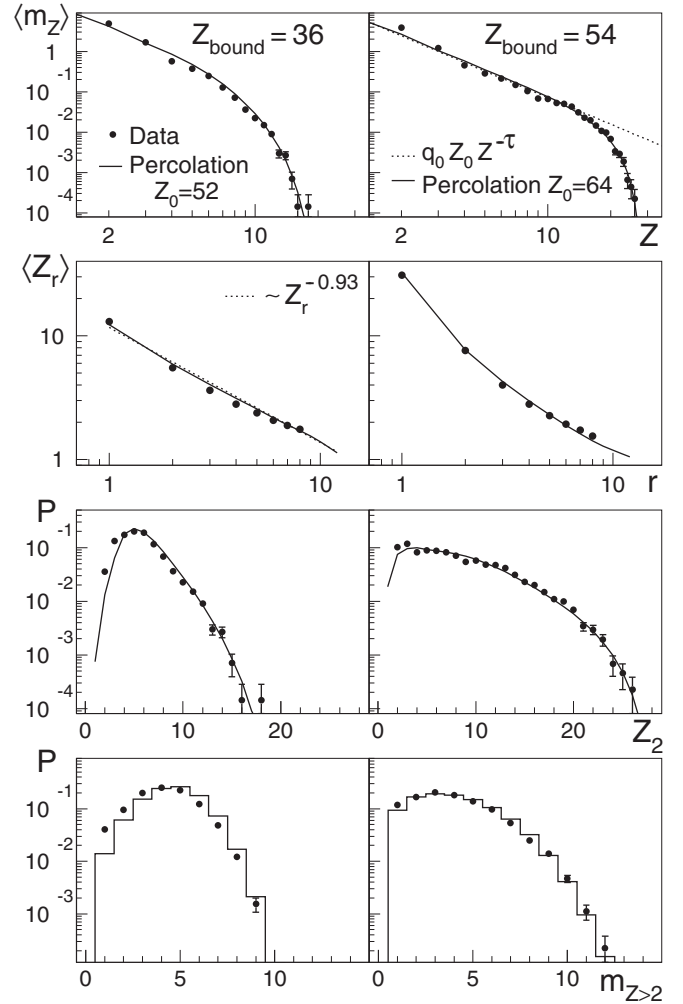 ⟨m_Z⟩
Z_bound = 36
Z_bound = 54
1
10^-1
10^-2
10^-3
10^-4
Data
Percolation
Z_0=52
q_0 Z_0 Z^-τ
Percolation Z_0=64
2 10
2 10 Z
⟨Z_r⟩
~Z_r^-0.93
10
1
1 10
1 10 r
P
10^-1
10^-2
10^-3
10^-4
0 10 20
0 10 20 Z_2
P
10^-1
10^-2
10^-3
0 5 10
0 5 10 m_Z>2